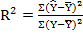 R² = Σ(Ŷ−Ȳ)² / Σ(Y−Ȳ)²